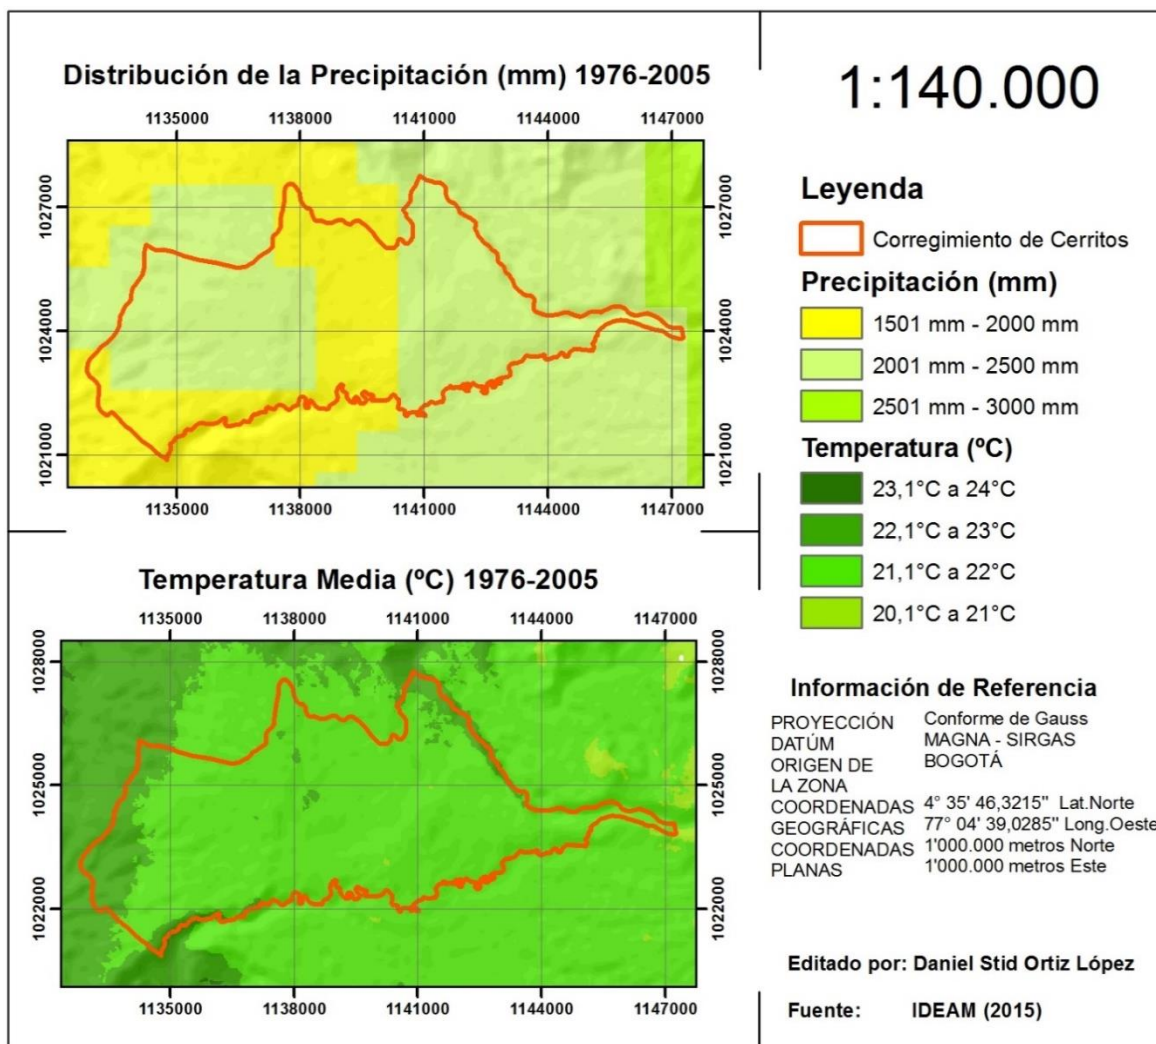 Distribución de la Precipitación (mm) 1976-2005
1135000 1138000 1141000 1144000 1147000
1027000 1027000
1024000 1024000
1021000 1021000
1135000 1138000 1141000 1144000 1147000
Temperatura Media (ºC) 1976-2005
1135000 1138000 1141000 1144000 1147000
1028000 1028000
1025000 1025000
1022000 1022000
1135000 1138000 1141000 1144000 1147000
1:140.000
Leyenda
Corregimiento de Cerritos
Precipitación (mm)
1501 mm - 2000 mm
2001 mm - 2500 mm
2501 mm - 3000 mm
Temperatura (ºC)
23,1°C a 24°C
22,1°C a 23°C
21,1°C a 22°C
20,1°C a 21°C
Información de Referencia
PROYECCIÓN Conforme de Gauss
DATÚM MAGNA - SIRGAS
ORIGEN DE BOGOTÁ
LA ZONA
COORDENADAS 4° 35' 46,3215" Lat.Norte
GEOGRÁFICAS 77° 04' 39,0285" Long.Oeste
COORDENADAS 1'000.000 metros Norte
PLANAS 1'000.000 metros Este
Editado por: Daniel Stid Ortiz López
Fuente: IDEAM (2015)